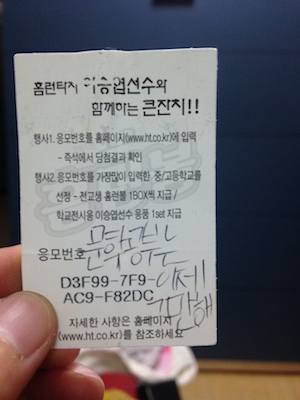 홈런타자 이승엽선수와
함께하는 큰잔치!!
행사1. 응모번호를 홈페이지(www.ht.co.kr)에 입력
- 즉석에서 당첨결과 확인
행사2. 응모번호를 가장많이 입력한 중/고등학교를
선정 - 전교생 홈런볼 1BOX씩 지급 /
학교전시용 이승엽선수 용품 1set 지급
응모번호
D3F99-7F9-
AC9-F82DC
이제
그만해
자세한 사항은 홈페이지
(www.ht.co.kr)를 참조하세요